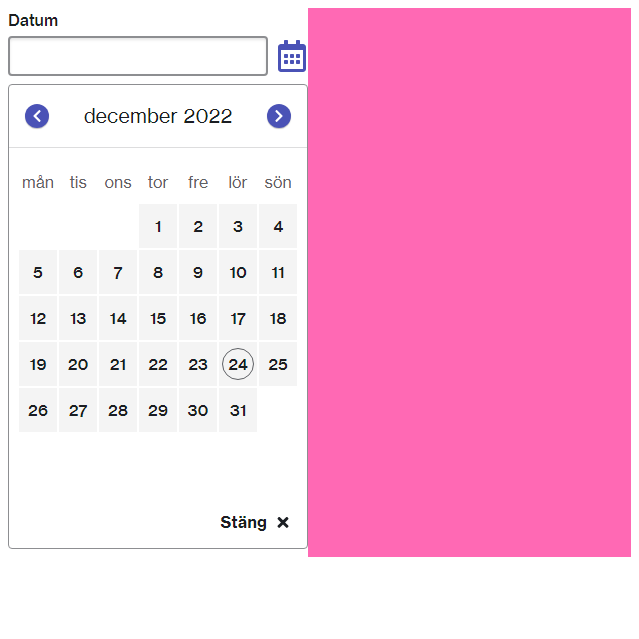 Datum
december 2022
mån tis ons tor fre lör sön
1 2 3 4
5 6 7 8 9 10 11
12 13 14 15 16 17 18
19 20 21 22 23 24 25
26 27 28 29 30 31
Stäng